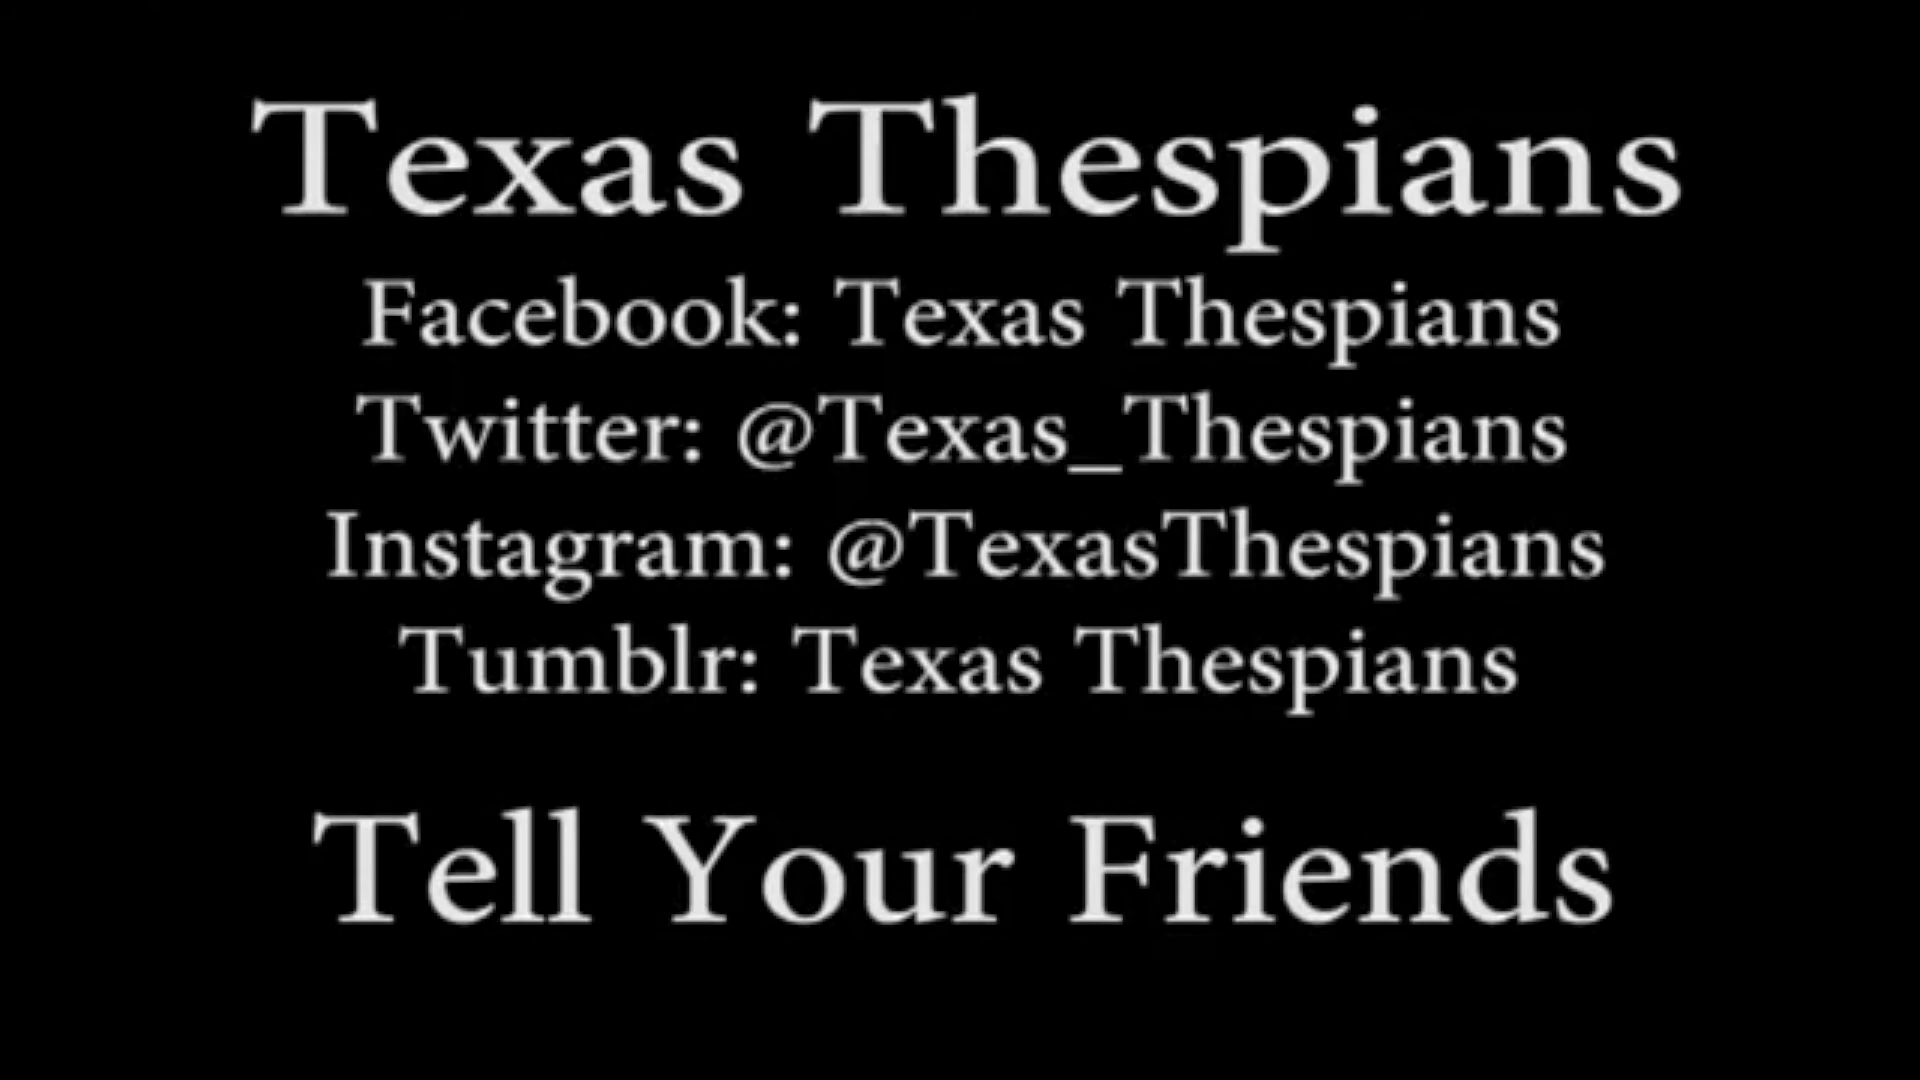 Texas Thespians
Facebook: Texas Thespians
Twitter: @Texas_Thespians
Instagram: @TexasThespians
Tumblr: Texas Thespians
Tell Your Friends